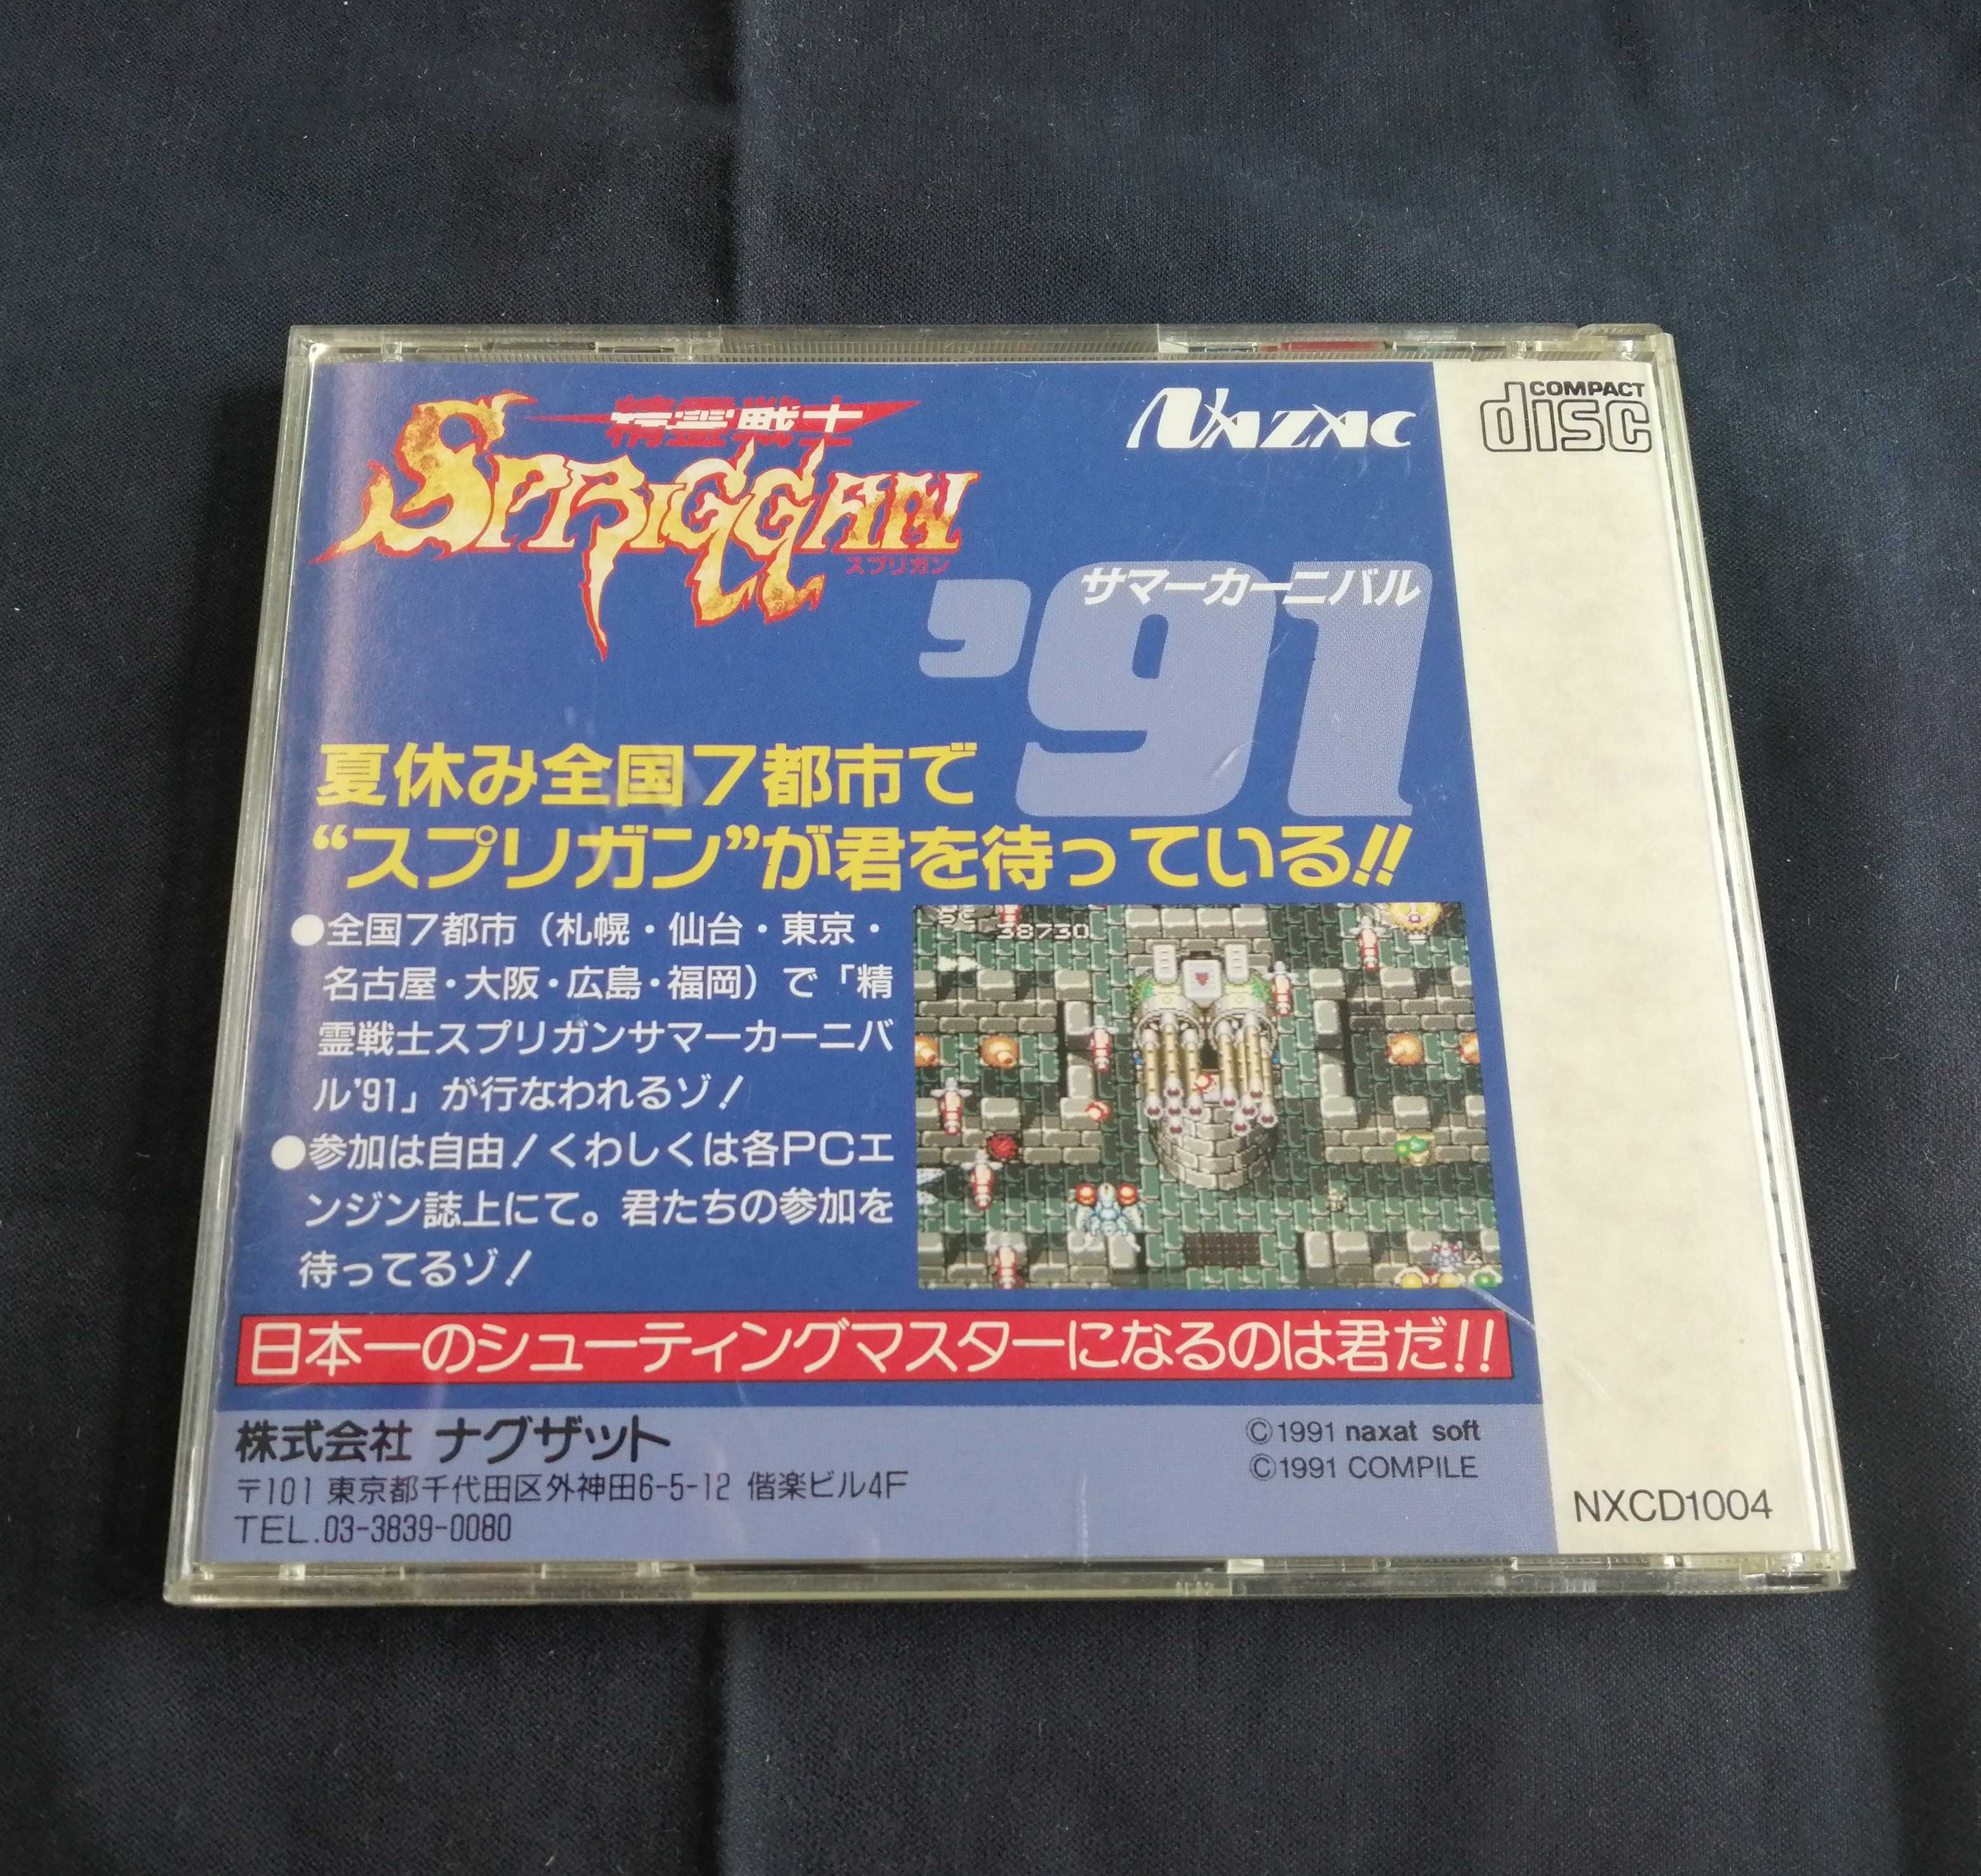 精霊戦士
SPRIGGAN
スプリガン
NAZAC
COMPACT
disc
サマーカーニバル
'91
夏休み全国7都市で
“スプリガン”が君を待っている!!
●全国7都市（札幌・仙台・東京・
名古屋・大阪・広島・福岡）で「精
霊戦士スプリガンサマーカーニバ
ル'91」が行なわれるゾ！
●参加は自由！くわしくは各PCエ
ンジン誌上にて。君たちの参加を
待ってるゾ！
SC 38730
日本一のシューティングマスターになるのは君だ!!
株式会社 ナグザット
〒101 東京都千代田区外神田6-5-12 偕楽ビル4F
TEL.03-3839-0080
©1991 naxat soft
©1991 COMPILE
NXCD1004